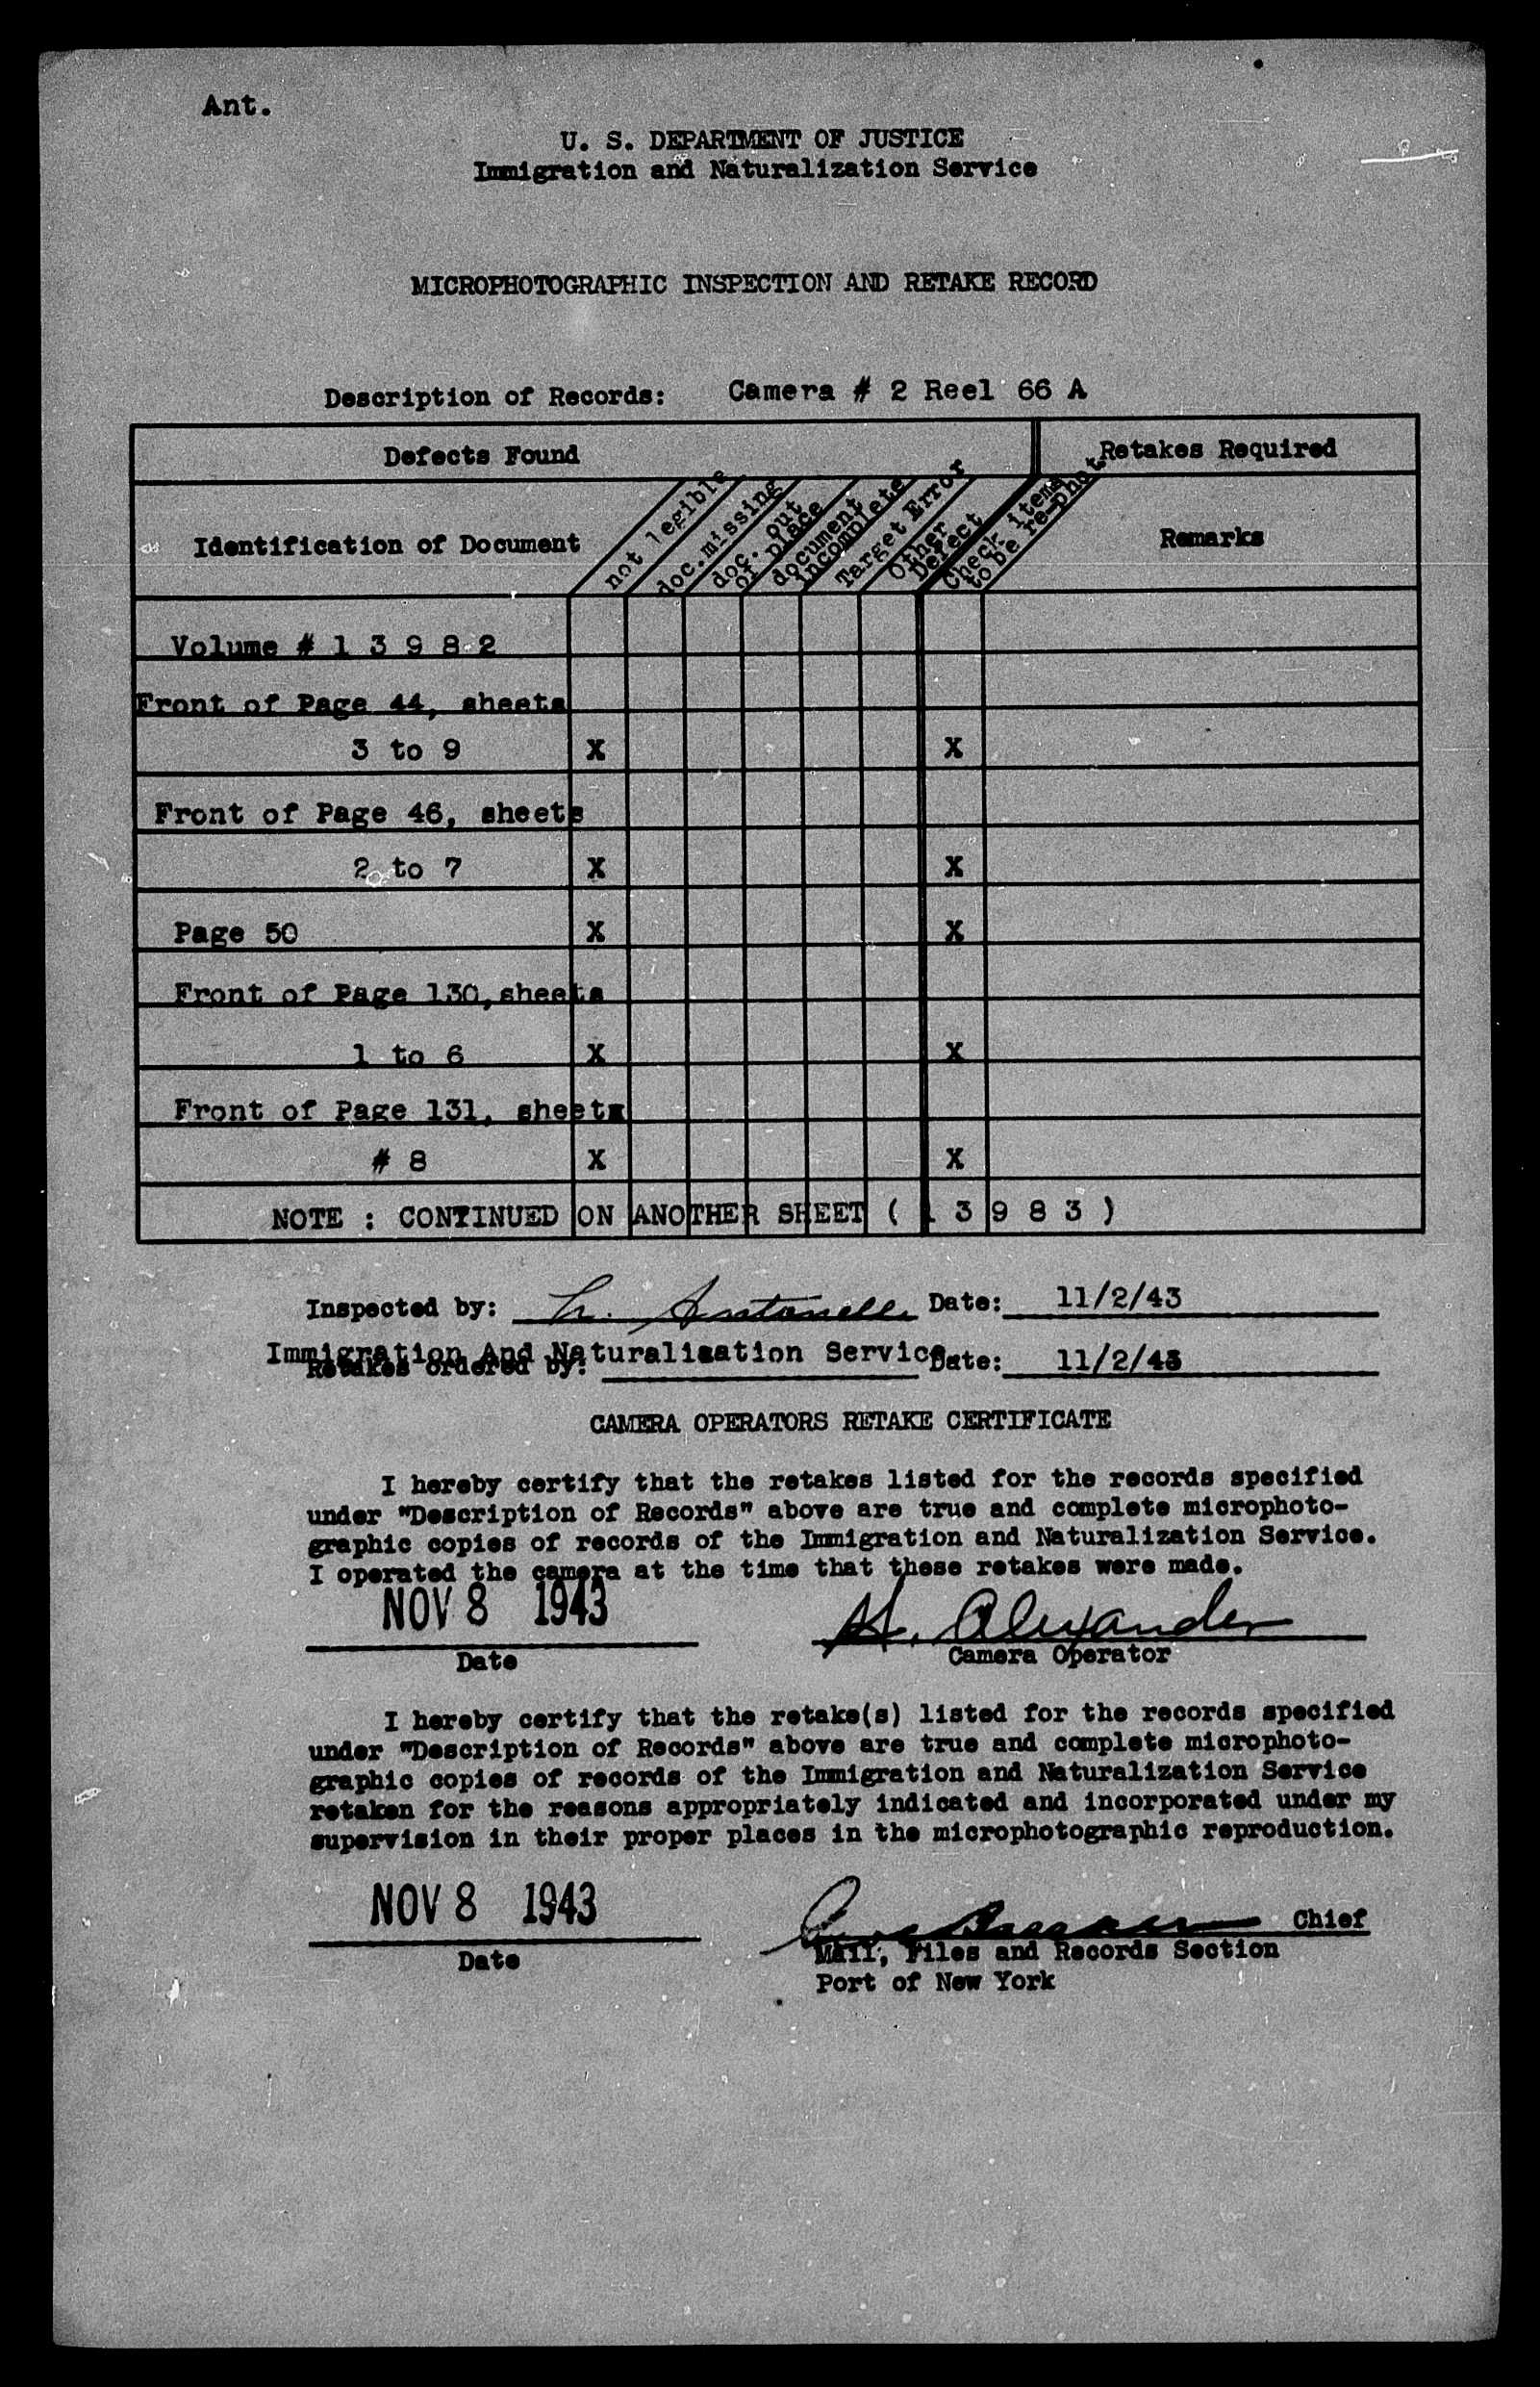 Ant.
U. S. DEPARTMENT OF JUSTICE
Immigration and Naturalization Service
MICROPHOTOGRAPHIC INSPECTION AND RETAKE RECORD
Description of Records: Camera # 2 Reel 66 A
Defects Found Retakes Required
Identification of Document not legible doc.missing doc. out of place document incomplete Target Error Other Defect Check items to be re-phot Remarks
Volume # 1 3 9 8 2
Front of Page 44, sheets
3 to 9 X X
Front of Page 46, sheets
2 to 7 X X
Page 50 X X
Front of Page 130,sheets
1 to 6 X X
Front of Page 131, sheets
# 8 X X
NOTE : CONTINUED ON ANOTHER SHEET ( 1 3 9 8 3 )
Inspected by: Antonelli Date: 11/2/43
Immigration And Naturalisation Service
Retakes ordered by: Date: 11/2/43
CAMERA OPERATORS RETAKE CERTIFICATE
I hereby certify that the retakes listed for the records specified
under "Description of Records" above are true and complete microphoto-
graphic copies of records of the Immigration and Naturalization Service.
I operated the camera at the time that these retakes were made.
NOV 8 1943 H. Alexander
Date Camera Operator
I hereby certify that the retake(s) listed for the records specified
under "Description of Records" above are true and complete microphoto-
graphic copies of records of the Immigration and Naturalization Service
retaken for the reasons appropriately indicated and incorporated under my
supervision in their proper places in the microphotographic reproduction.
NOV 8 1943 Chief
Date Mail, Files and Records Section
Port of New York